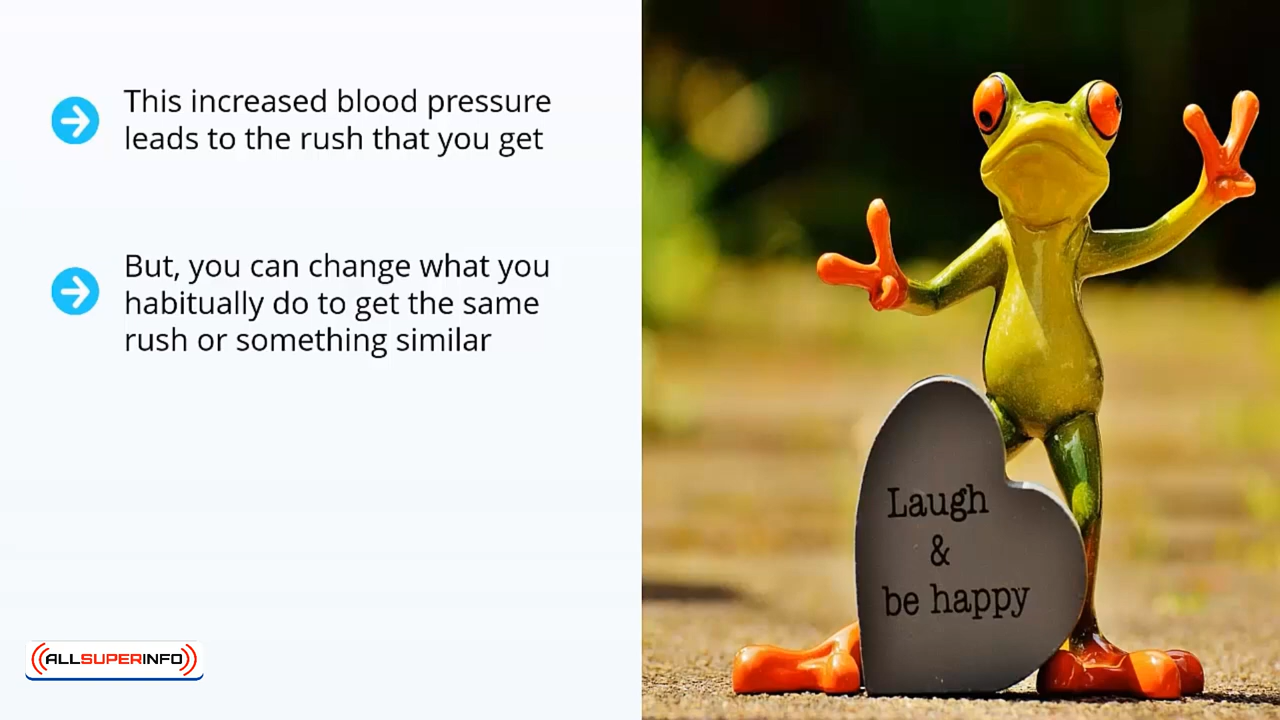 This increased blood pressure
leads to the rush that you get
But, you can change what you
habitually do to get the same
rush or something similar
Laugh
&
be happy
ALLSUPERINFO